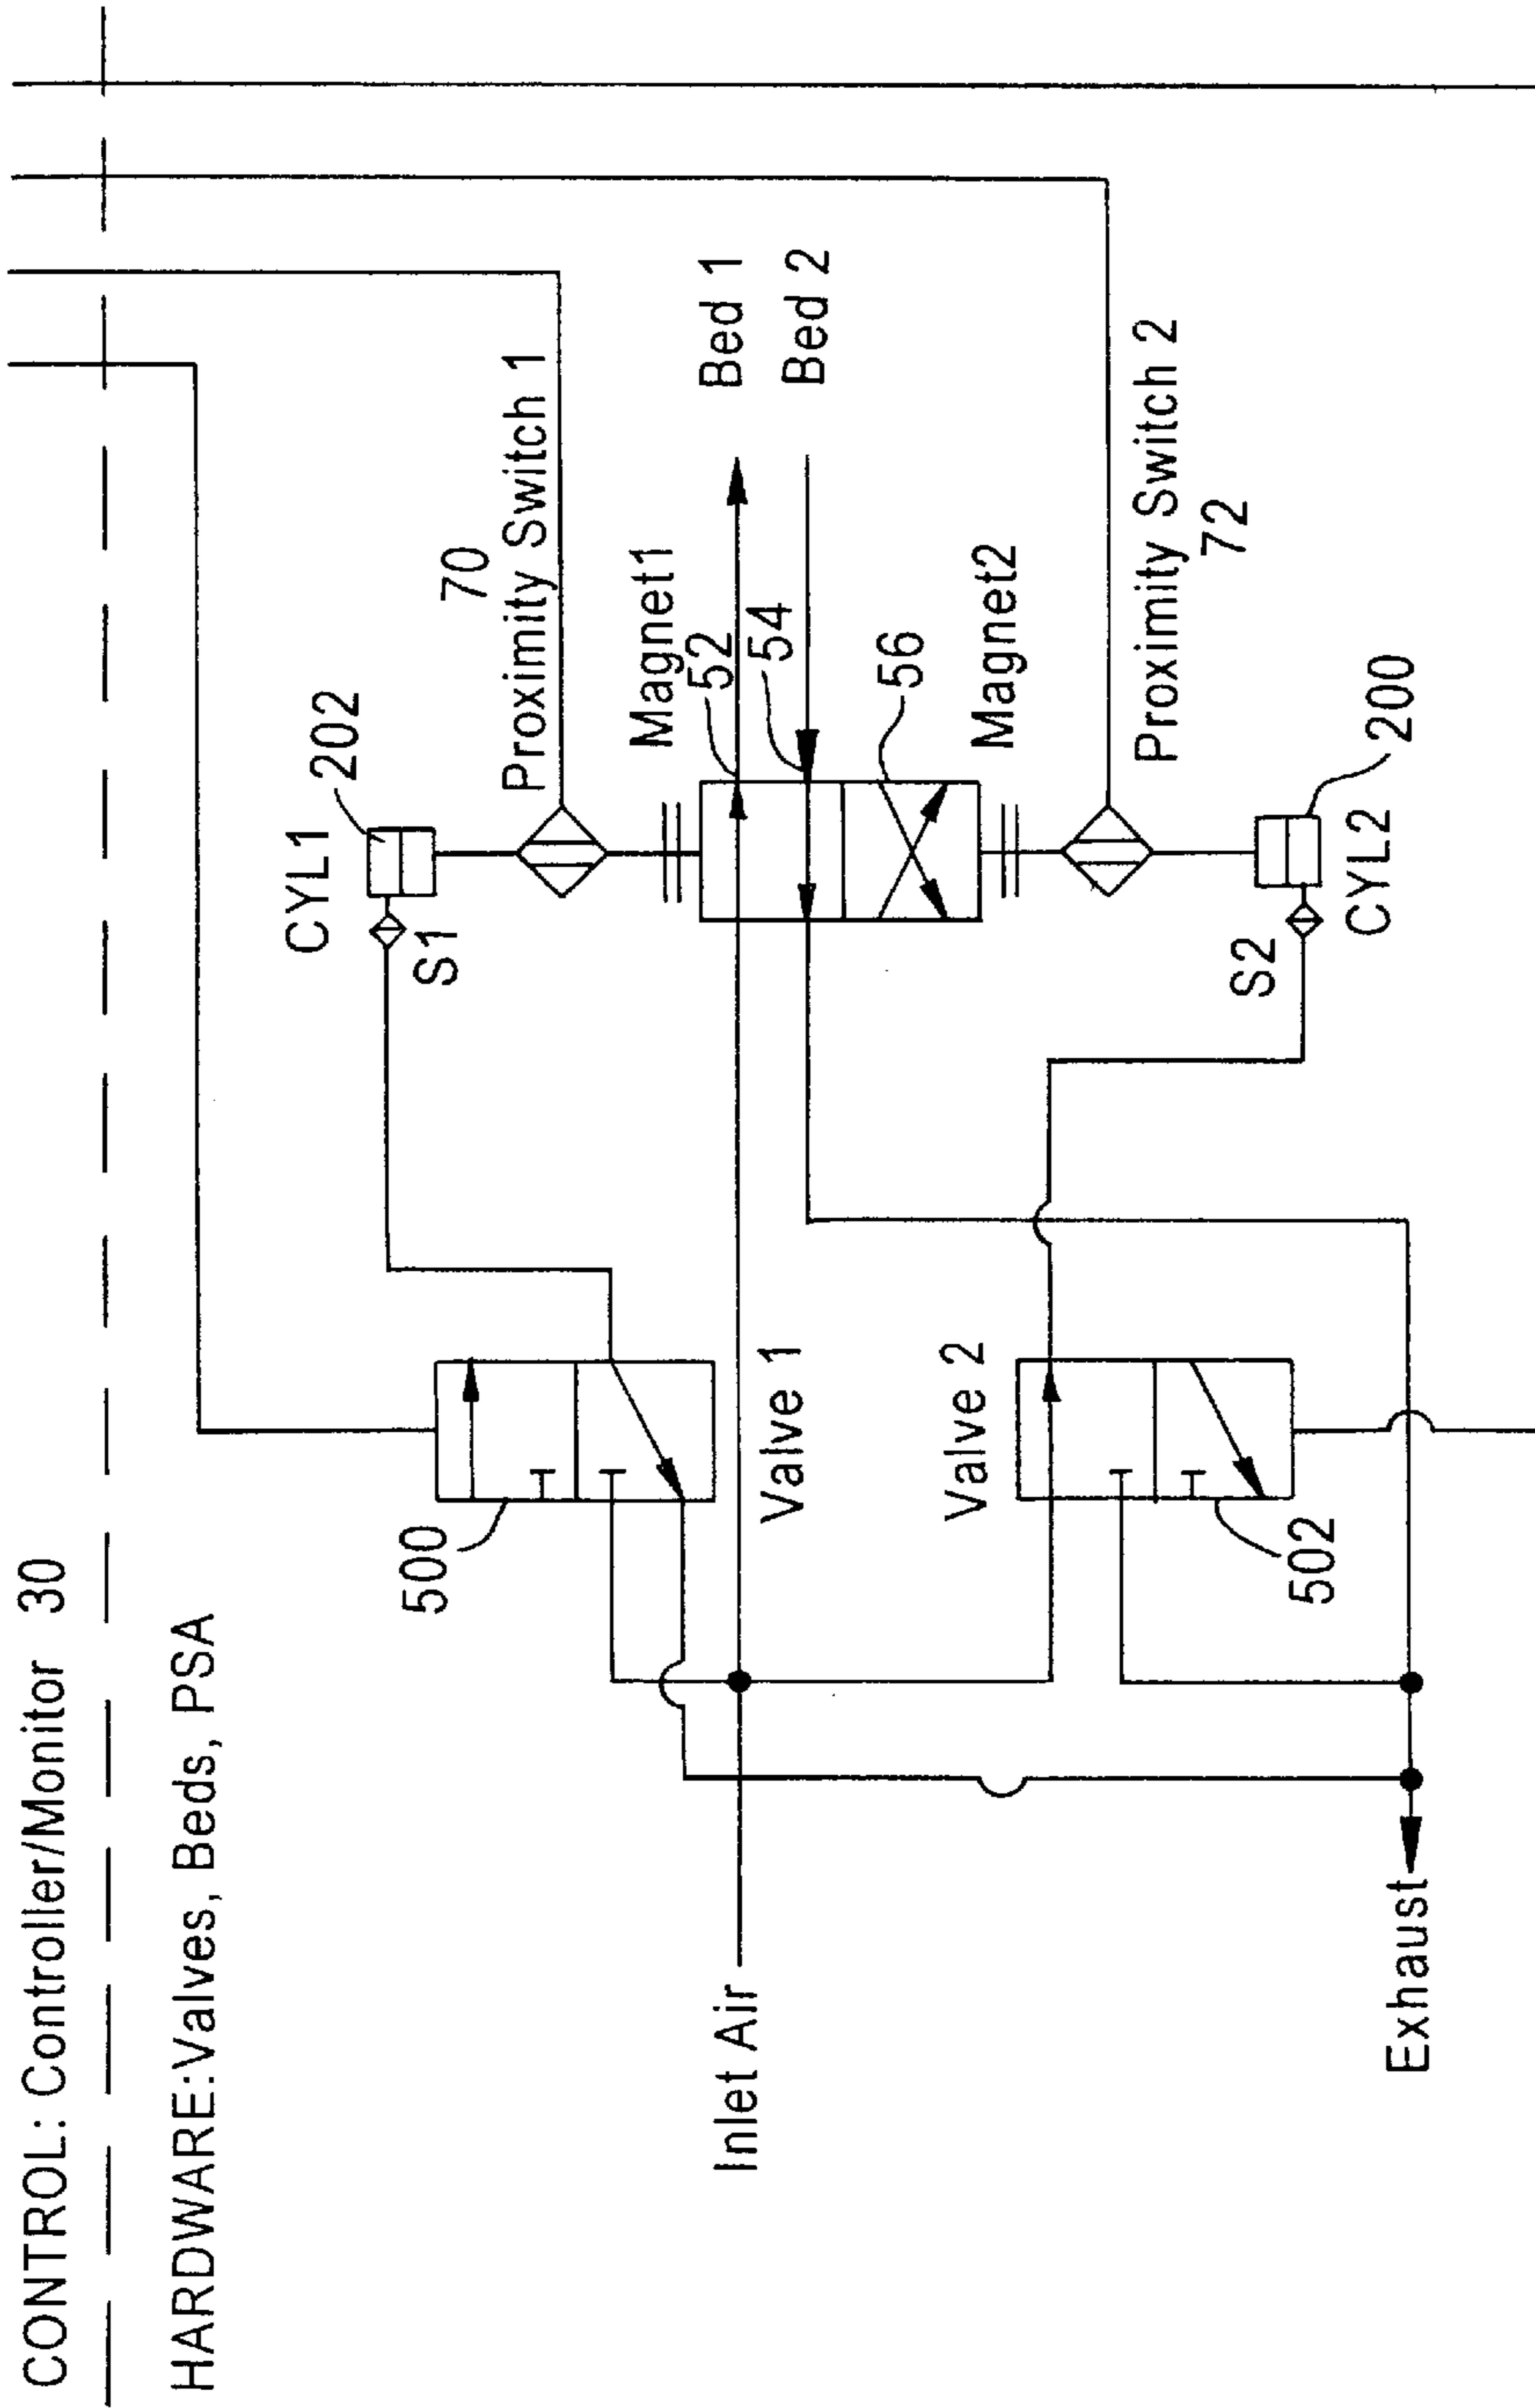 CONTROL: Controller/Monitor 30
HARDWARE:Valves, Beds, PSA
CYL1
202
S1
70
Proximity Switch 1
500
Magnet1
52
Bed 1
54
Bed 2
Inlet Air
Valve 1
56
Valve 2
Magnet2
Proximity Switch 2
72
S2
502
CYL2
200
Exhaust